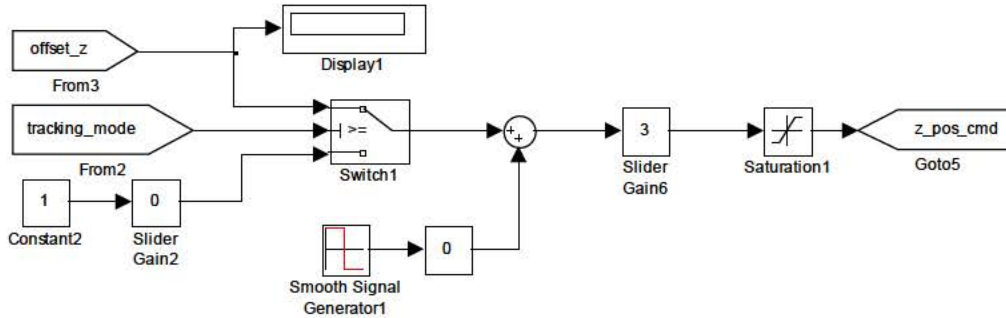 offset_z
From3
Display1
tracking_mode
From2
>=
Switch1
1
Constant2
0
Slider
Gain2
Smooth Signal
Generator1
0
+
+
3
Slider
Gain6
Saturation1
z_pos_cmd
Goto5